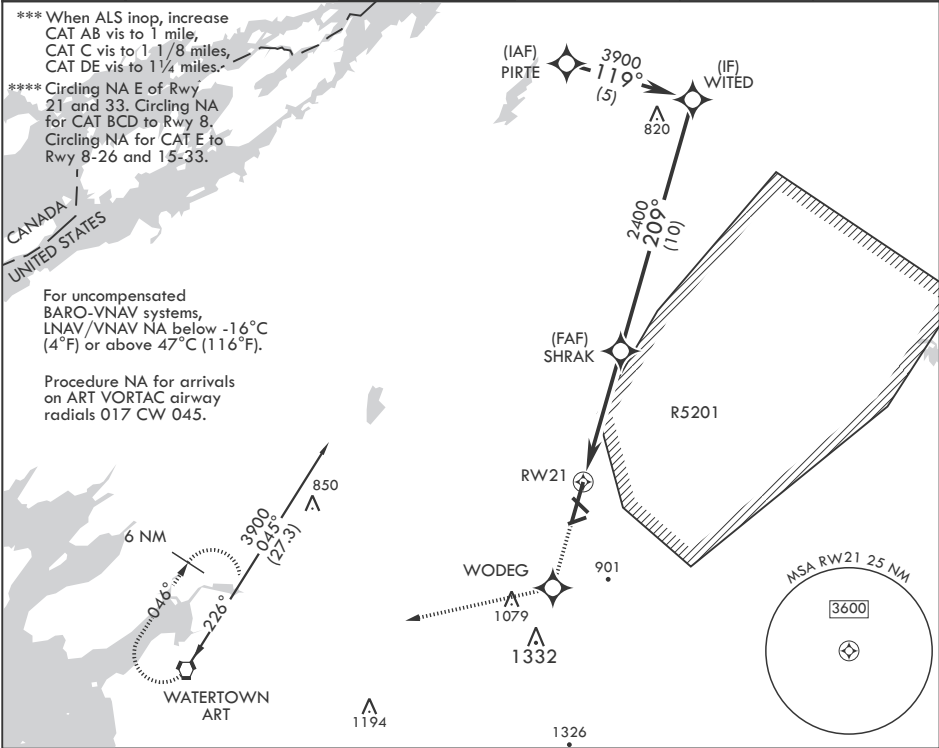 *** When ALS inop, increase
CAT AB vis to 1 mile,
CAT C vis to 1 1/8 miles,
CAT DE vis to 1¼ miles.
**** Circling NA E of Rwy
21 and 33. Circling NA
for CAT BCD to Rwy 8.
Circling NA for CAT E to
Rwy 8-26 and 15-33.
(IAF)
PIRTE
3900
119°
(5)
(IF)
WITED
820
CANADA
UNITED STATES
2400
209°
(10)
For uncompensated
BARO-VNAV systems,
LNAV/VNAV NA below -16°C
(4°F) or above 47°C (116°F).
(FAF)
SHRAK
Procedure NA for arrivals
on ART VORTAC airway
radials 017 CW 045.
R5201
RW21
850
3900
045°
(27.3)
6 NM
046°
226°
WODEG
901
1079
1332
MSA RW21 25 NM
3600
WATERTOWN
ART
1194
1326